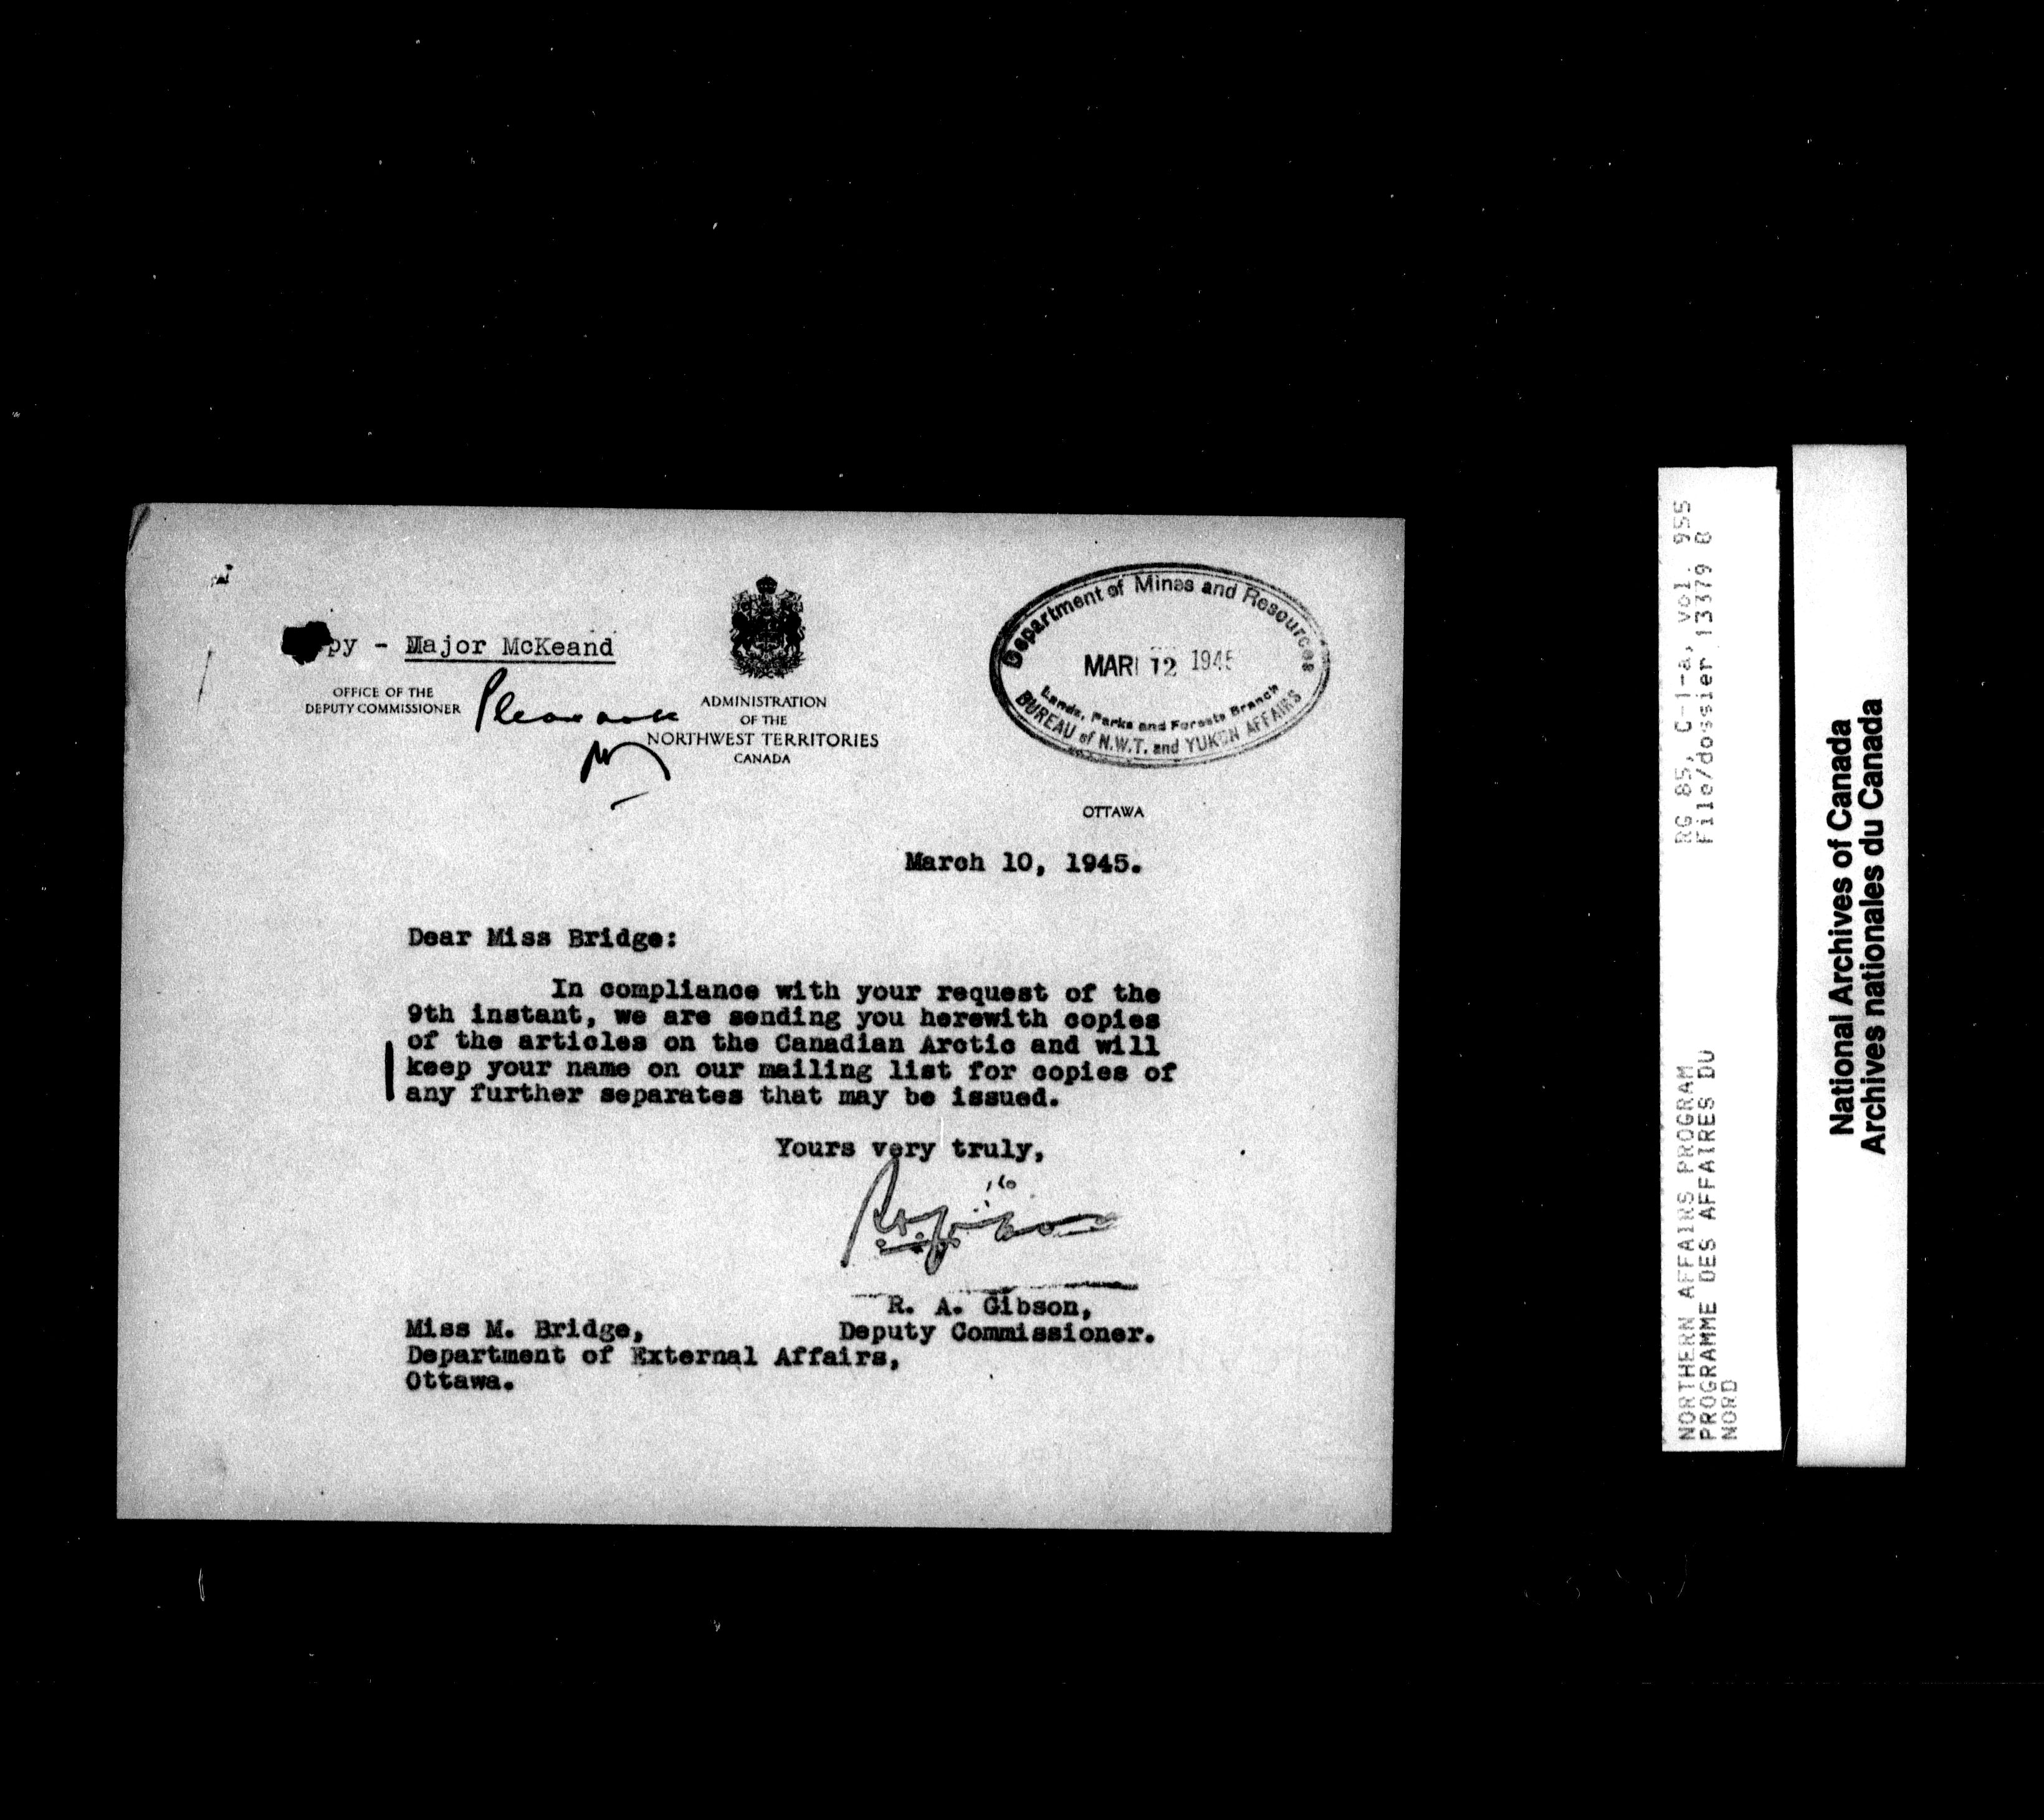 py - Major McKeand
OFFICE OF THE
DEPUTY COMMISSIONER
Please
ADMINISTRATION
OF THE
NORTHWEST TERRITORIES
CANADA
Department of Mines and Resources
MAR 12 1945
Lands, Parks and Forests Branch
BUREAU of N.W.T. and YUKON AFFAIRS
OTTAWA
March 10, 1945.
Dear Miss Bridge:
In compliance with your request of the
9th instant, we are sending you herewith copies
of the articles on the Canadian Arctic and will
keep your name on our mailing list for copies of
any further separates that may be issued.
Yours very truly,
R. A. Gibson
R. A. Gibson,
Deputy Commissioner.
Miss M. Bridge,
Department of External Affairs,
Ottawa.
RG 85, C-1-a, vol. 955
File/dossier 13379 B
NORTHERN AFFAIRS PROGRAM
PROGRAMME DES AFFAIRES DU
NORD
National Archives of Canada
Archives nationales du Canada